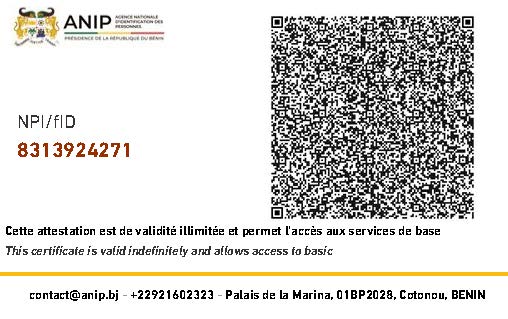 ANIP
AGENCE NATIONALE
D'IDENTIFICATION DES
PERSONNES
PRÉSIDENCE DE LA RÉPUBLIQUE DU BÉNIN
NPI/fID
8313924271
Cette attestation est de validité illimitée et permet l'accès aux services de base
This certificate is valid indefinitely and allows access to basic
contact@anip.bj - +22921602323 - Palais de la Marina, 01BP2028, Cotonou, BENIN